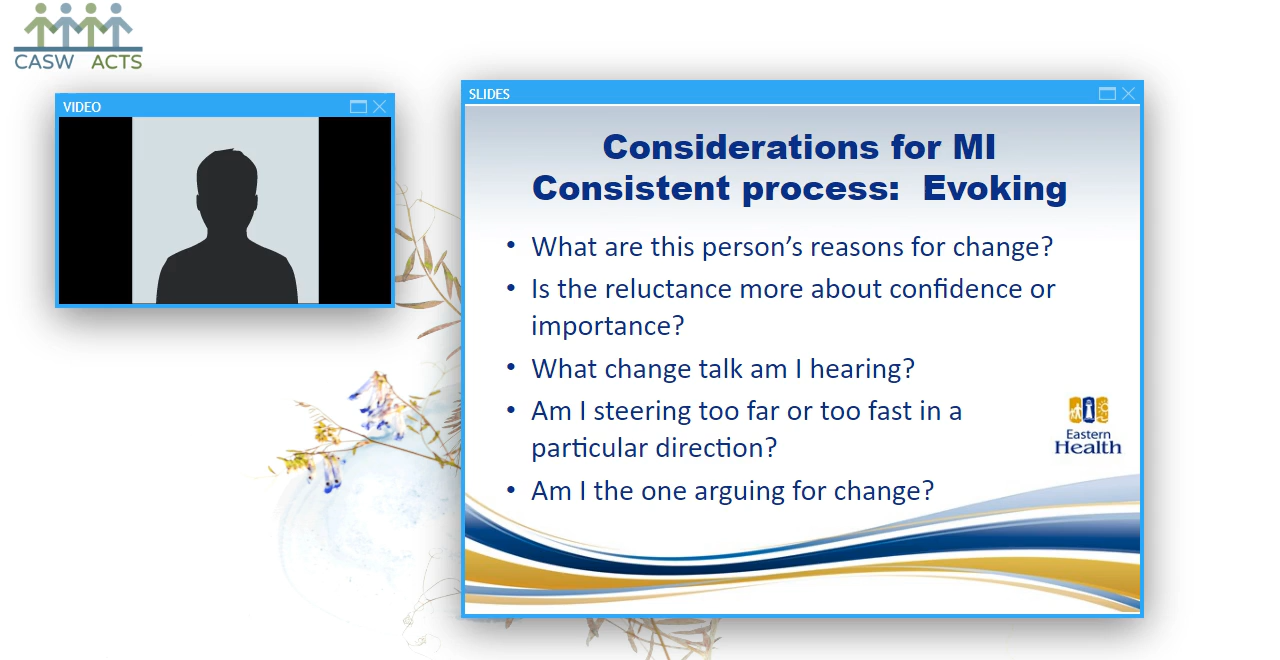 CASW ACTS
VIDEO
SLIDES
Considerations for MI
Consistent process:  Evoking
• What are this person’s reasons for change?
• Is the reluctance more about confidence or
importance?
• What change talk am I hearing?
• Am I steering too far or too fast in a
particular direction?
• Am I the one arguing for change?
Eastern
Health